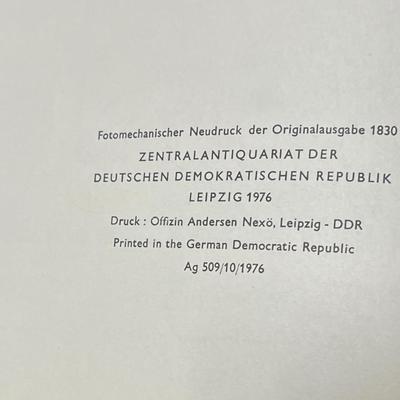 Fotomechanischer Neudruck der Originalausgabe 1830
ZENTRALANTIQUARIAT DER
DEUTSCHEN DEMOKRATISCHEN REPUBLIK
LEIPZIG 1976
Druck : Offizin Andersen Nexö, Leipzig - DDR
Printed in the German Democratic Republic
Ag 509/10/1976